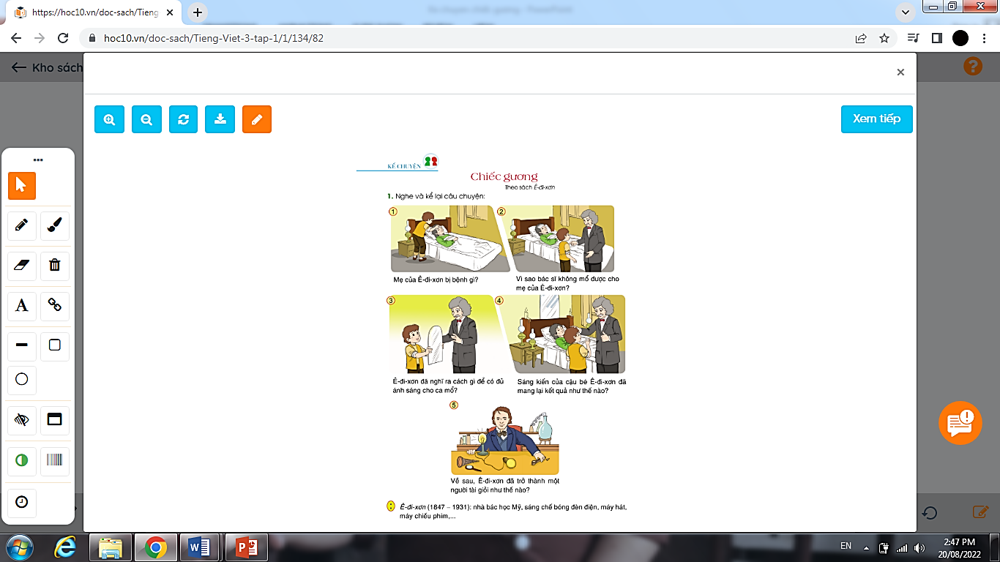 https://hoc10.vn/doc-sach/Tieng
hoc10.vn/doc-sach/Tieng-Viet-3-tap-1/1/134/82
Kho sách
Xem tiếp
KỂ CHUYỆN
Chiếc gương
Theo sách Ê-đi-xơn
1. Nghe và kể lại câu chuyện:
1
2
Mẹ của Ê-đi-xơn bị bệnh gì?
Vì sao bác sĩ không mổ được cho
mẹ của Ê-đi-xơn?
3
4
Ê-đi-xơn đã nghĩ ra cách gì để có đủ
ánh sáng cho ca mổ?
Sáng kiến của cậu bé Ê-đi-xơn đã
mang lại kết quả như thế nào?
5
Về sau, Ê-đi-xơn đã trở thành một
người tài giỏi như thế nào?
Ê-đi-xơn (1847 – 1931): nhà bác học Mỹ, sáng chế bóng đèn điện, máy hát,
máy chiếu phim,...
A
EN
2:47 PM
20/08/2022